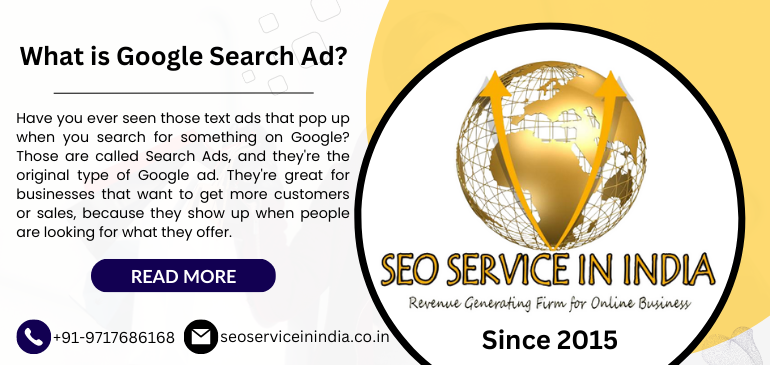 What is Google Search Ad?
Have you ever seen those text ads that pop up
when you search for something on Google?
Those are called Search Ads, and they're the
original type of Google ad. They're great for
businesses that want to get more customers
or sales, because they show up when people
are looking for what they offer.
READ MORE
+91-9717686168
seoserviceinindia.co.in
SEO SERVICE IN INDIA
Revenue Generating Firm for Online Business
Since 2015